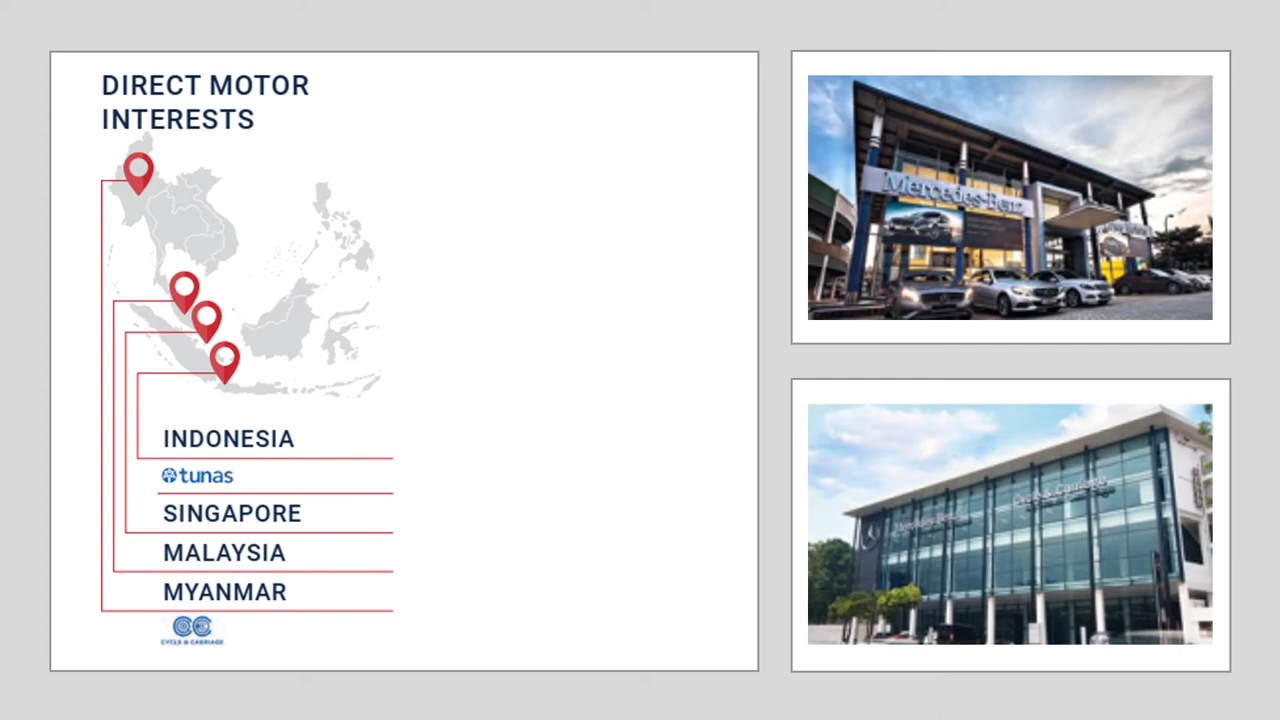 DIRECT MOTOR
INTERESTS
INDONESIA
tunas
SINGAPORE
MALAYSIA
MYANMAR
CYCLE & CARRIAGE
Mercedes-Benz
Mercedes-Benz
Cycle & Carriage